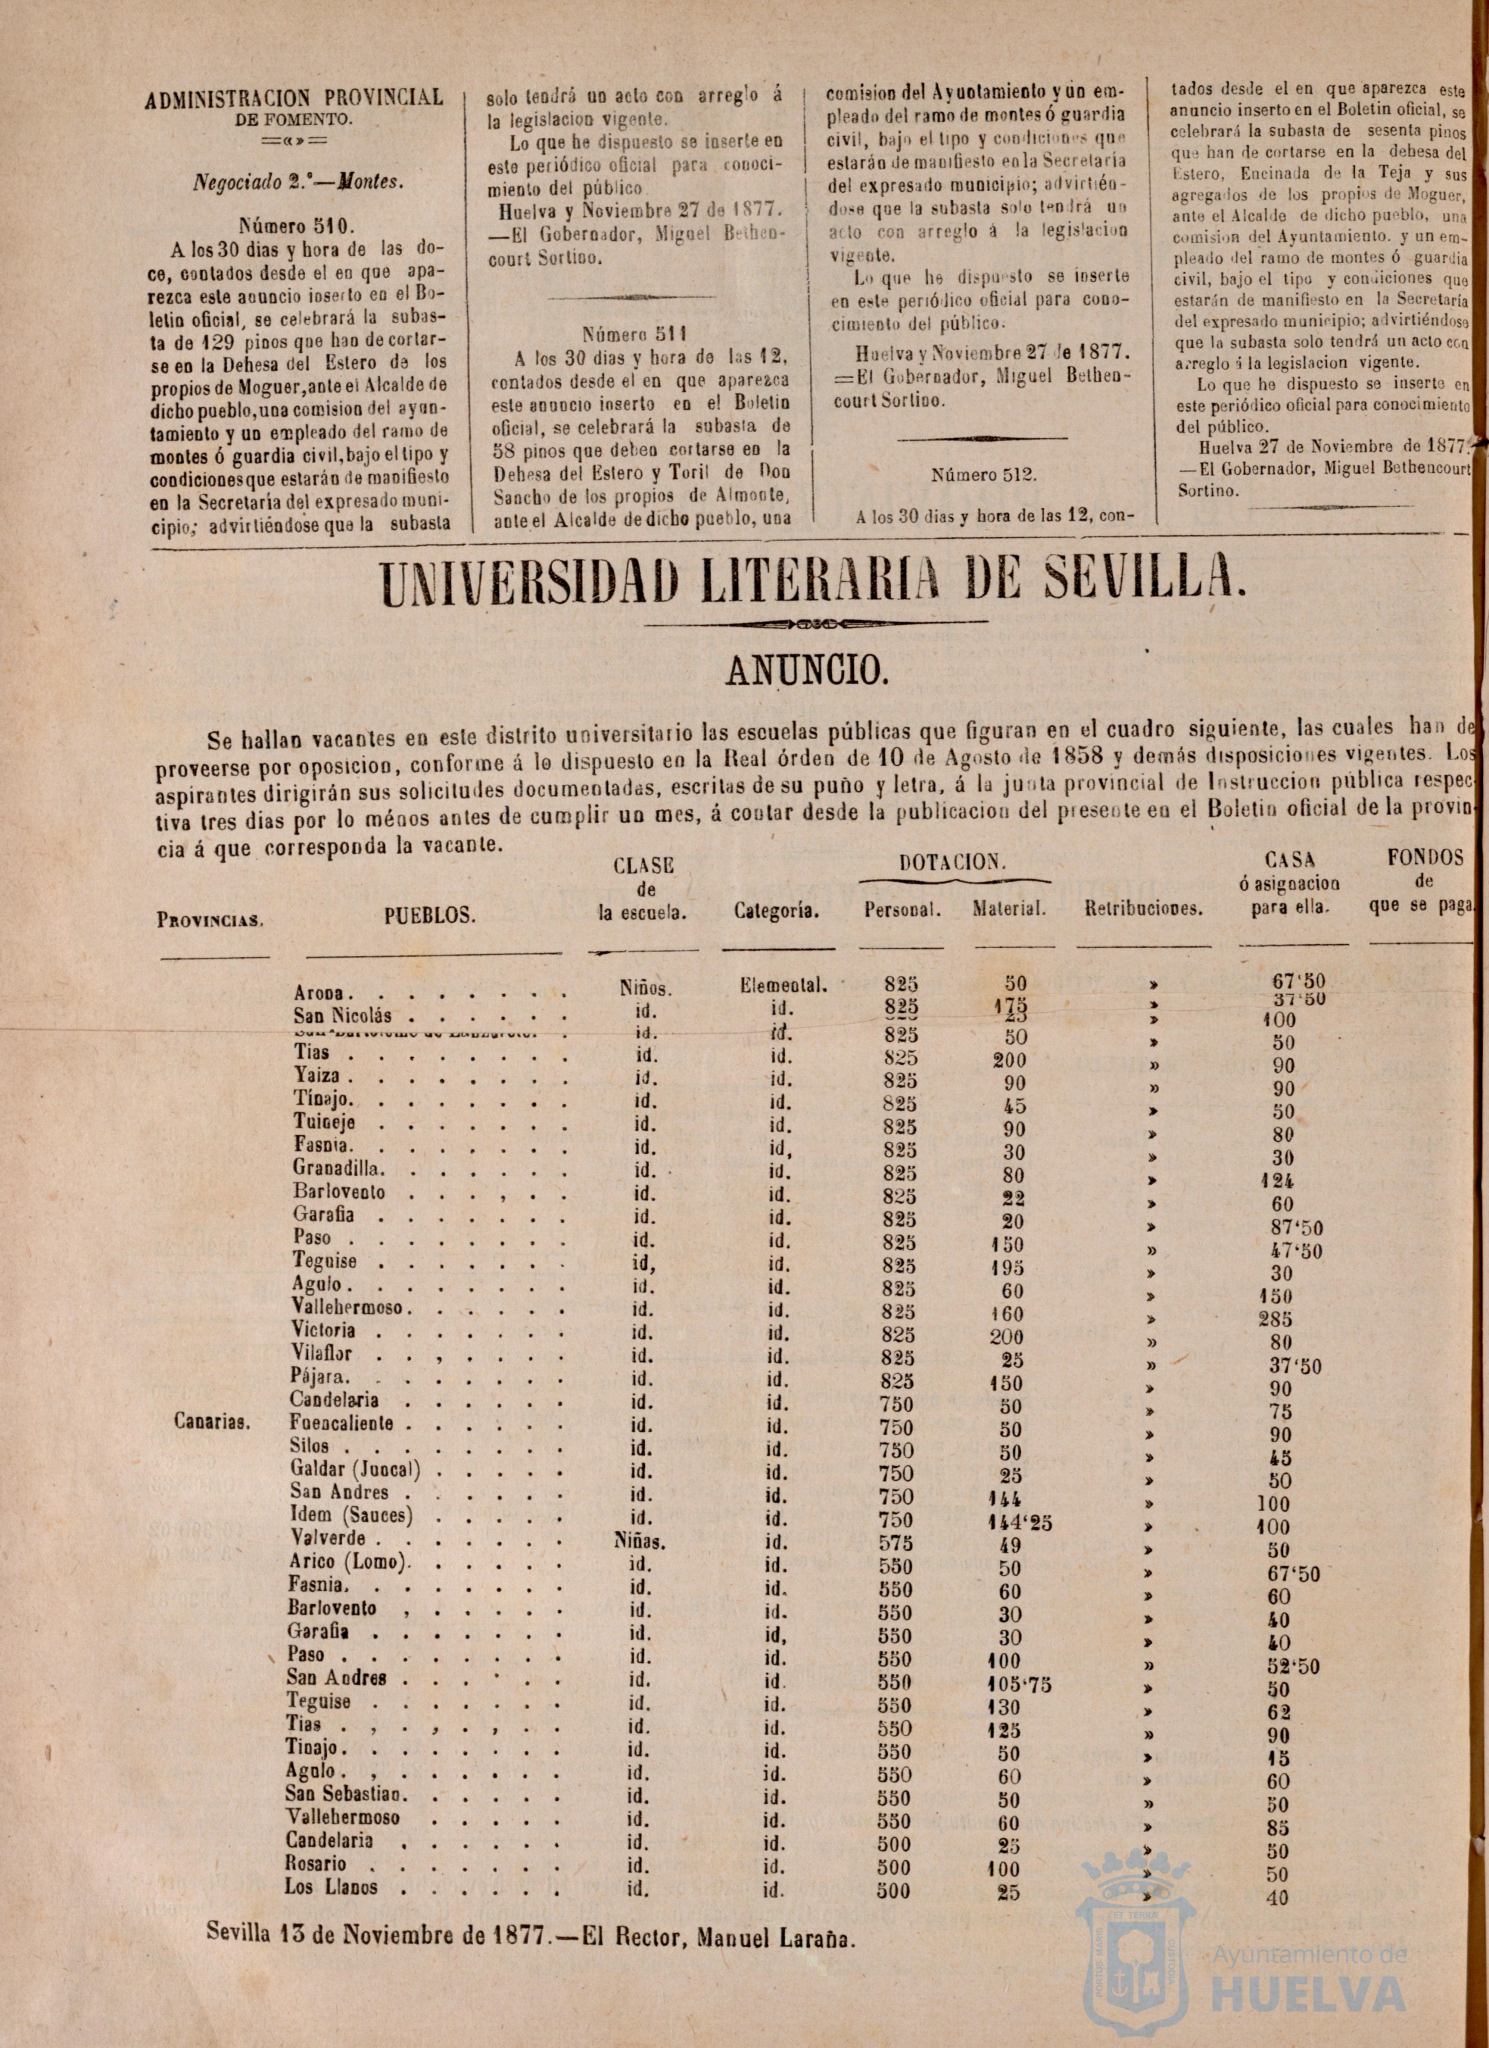 ADMINISTRACION PROVINCIAL
DE FOMENTO.
Negociado 2.º—Montes.
Número 510.
A los 30 dias y hora de las do-
ce, contados desde el en que apa-
rezca este anuncio inserto en el Bo-
letin oficial, se celebrará la subas-
ta de 129 pinos que han de cortar-
se en la Dehesa del Estero de los
propios de Moguer, ante el Alcalde de
dicho pueblo, una comision del ayun-
tamiento y un empleado del ramo de
montes ó guardia civil, bajo el tipo y
condiciones que estarán de manifiesto
en la Secretaría del expresado muni-
cipio; advirtiéndose que la subasta
solo tendrá un acto con arreglo á
la legislacion vigente.
Lo que he dispuesto se inserte en
este periódico oficial para conoci-
miento del público
Huelva y Noviembre 27 de 1877.
—El Gobernador, Miguel Bethen-
court Sortino.
Número 511
A los 30 dias y hora de las 12,
contados desde el en que aparezca
este anuncio inserto en el Boletin
oficial, se celebrará la subasta de
58 pinos que deben cortarse en la
Dehesa del Estero y Toril de Don
Sancho de los propios de Almonte,
ante el Alcalde de dicho pueblo, una
comision del Ayuntamiento y un em-
pleado del ramo de montes ó guardia
civil, bajo el tipo y condiciones que
estarán de manifiesto en la Secretaría
del expresado municipio; advirtién-
dose que la subasta solo tendrá un
acto con arreglo á la legislacion
vigente.
Lo que he dispuesto se inserte
en este periódico oficial para cono-
cimiento del público.
Huelva y Noviembre 27 de 1877.
=El Gobernador, Miguel Bethen-
court Sortino.
Número 512.
A los 30 dias y hora de las 12, con-
tados desde el en que aparezca este
anuncio inserto en el Boletin oficial, se
celebrará la subasta de sesenta pinos
que han de cortarse en la dehesa del
Estero, Encinada de la Teja y sus
agregados de los propios de Moguer,
ante el Alcalde de dicho pueblo, una
comision del Ayuntamiento. y un em-
pleado del ramo de montes ó guardia
civil, bajo el tipo y condiciones que
estarán de manifiesto en la Secretaría
del expresado municipio; advirtiéndose
que la subasta solo tendrá un acto con
arreglo á la legislacion vigente.
Lo que he dispuesto se inserte en
este periódico oficial para conocimiento
del público.
Huelva 27 de Noviembre de 1877.
—El Gobernador, Miguel Bethencourt
Sortino.
UNIVERSIDAD LITERARIA DE SEVILLA.
ANUNCIO.
Se hallan vacantes en este distrito universitario las escuelas públicas que figuran en el cuadro siguiente, las cuales han de
proveerse por oposicion, conforme á lo dispuesto en la Real órden de 10 de Agosto de 1858 y demás disposiciones vigentes. Los
aspirantes dirigirán sus solicitudes documentadas, escritas de su puño y letra, á la junta provincial de Instruccion pública respec-
tiva tres dias por lo ménos antes de cumplir un mes, á contar desde la publicacion del presente en el Boletin oficial de la provin-
cia á que corresponda la vacante.
PROVINCIAS. PUEBLOS. CLASE de la escuela. Categoría. DOTACION. Personal. Material. Retribuciones. CASA ó asignacion para ella. FONDOS de que se paga.
Arona. . . . . . . . Niños. Elemental. 825 50 » 67'50
San Nicolás . . . . . . id. id. 825 175 » 37'50
id. id. 25 » 100
Tias . . . . . . . . id. id. 825 50 » 50
Yaiza . . . . . . . . id. id. 825 200 » 90
Tínajo. . . . . . . . id. id. 825 90 » 90
Tuineje . . . . . . . id. id. 825 45 » 50
Fasnia. . . . . . . . id. id, 825 90 » 80
Granadilla. . . . . . . id. id. 825 30 » 30
Barlovento . . . , . . id. id. 825 80 » 124
Garafia . . . . . . . id. id. 825 22 » 60
Paso . . . . . . . . id. id. 825 20 » 87'50
Teguise . . . . . . . id, id. 825 150 » 47'50
Agulo . . . . . . . . id. id. 825 195 » 30
Vallehermoso. . . . . . id. id. 825 60 » 150
Victoria . . . . . . . id. id. 825 160 » 285
Vilaflor . . , . . . . id. id. 825 200 » 80
Pájara. . . . . . . . id. id. 825 25 » 37'50
Candelaria . . . . . . id. id. 825 150 » 90
Canarias. Fuencaliente . . . . . . id. id. 750 50 » 75
Silos . . . . . . . . id. id. 750 50 » 90
Galdar (Juncal) . . . . . id. id. 750 50 » 45
San Andres . . . . . . id. id. 750 25 » 50
Idem (Sauces) . . . . . id. id. 750 144 » 100
Valverde . . . . . . . Niñas. id. 750 144'25 » 100
Arico (Lomo). . . . . . id. id. 575 49 » 50
Fasnia. . . . . . . . id. id. 550 50 » 67'50
Barlovento , . . . . . id. id. 550 60 » 60
Garafia . . . . . . . id. id, 550 30 » 40
Paso . . . . . . . . id. id. 550 30 » 40
San Andres . . . . . . id. id. 550 100 » 52'50
Teguise . . . . . . . id. id. 550 105'75 » 50
Tias . , . , . , . . id. id. 550 130 » 62
Tinajo. . . . . . . . id. id. 550 125 » 90
Agulo. . , . . . . . id. id. 550 50 » 15
San Sebastian. . . . . . id. id. 550 60 » 60
Vallehermoso . . . . . id. id. 550 50 » 50
Candelaria . . . . . . id. id. 550 60 » 85
Rosario . . . . . . . id. id. 500 25 » 50
Los Llanos . . . . . . id. id. 500 100 » 50
500 25 » 40
Sevilla 13 de Noviembre de 1877.—El Rector, Manuel Laraña.
Ayuntamiento de
HUELVA